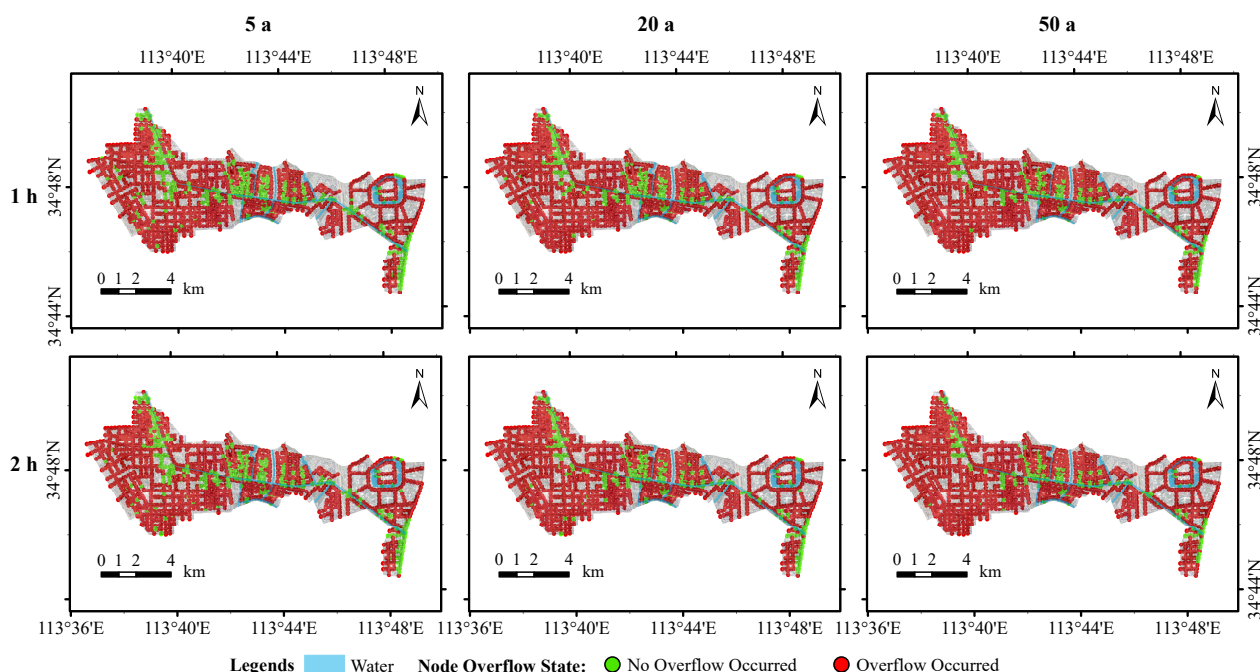 5 a 20 a 50 a
113°40'E 113°44'E 113°48'E 113°40'E 113°44'E 113°48'E 113°40'E 113°44'E 113°48'E
N N N
1 h 34°48'N 34°48'N
0 1 2 4 km 0 1 2 4 km 0 1 2 4 km
34°44'N 34°44'N
N N N
2 h 34°48'N 34°48'N
0 1 2 4 km 0 1 2 4 km 0 1 2 4 km
34°44'N
113°36'E 113°40'E 113°44'E 113°48'E 113°36'E 113°40'E 113°44'E 113°48'E 113°36'E 113°40'E 113°44'E 113°48'E
Legends Water Node Overflow State: No Overflow Occurred Overflow Occurred